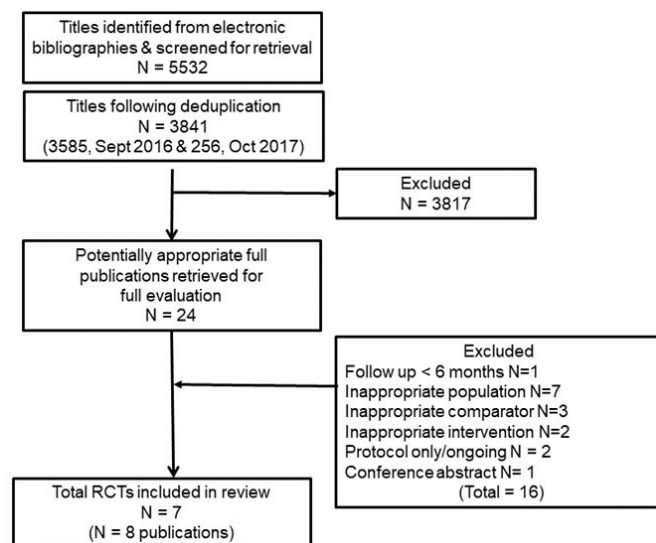 Titles identified from electronic
bibliographies & screened for retrieval
N = 5532
Titles following deduplication
N = 3841
(3585, Sept 2016 & 256, Oct 2017)
Excluded
N = 3817
Potentially appropriate full
publications retrieved for
full evaluation
N = 24
Excluded
Follow up < 6 months N=1
Inappropriate population N=7
Inappropriate comparator N=3
Inappropriate intervention N=2
Protocol only/ongoing N = 2
Conference abstract N= 1
(Total = 16)
Total RCTs included in review
N = 7
(N = 8 publications)